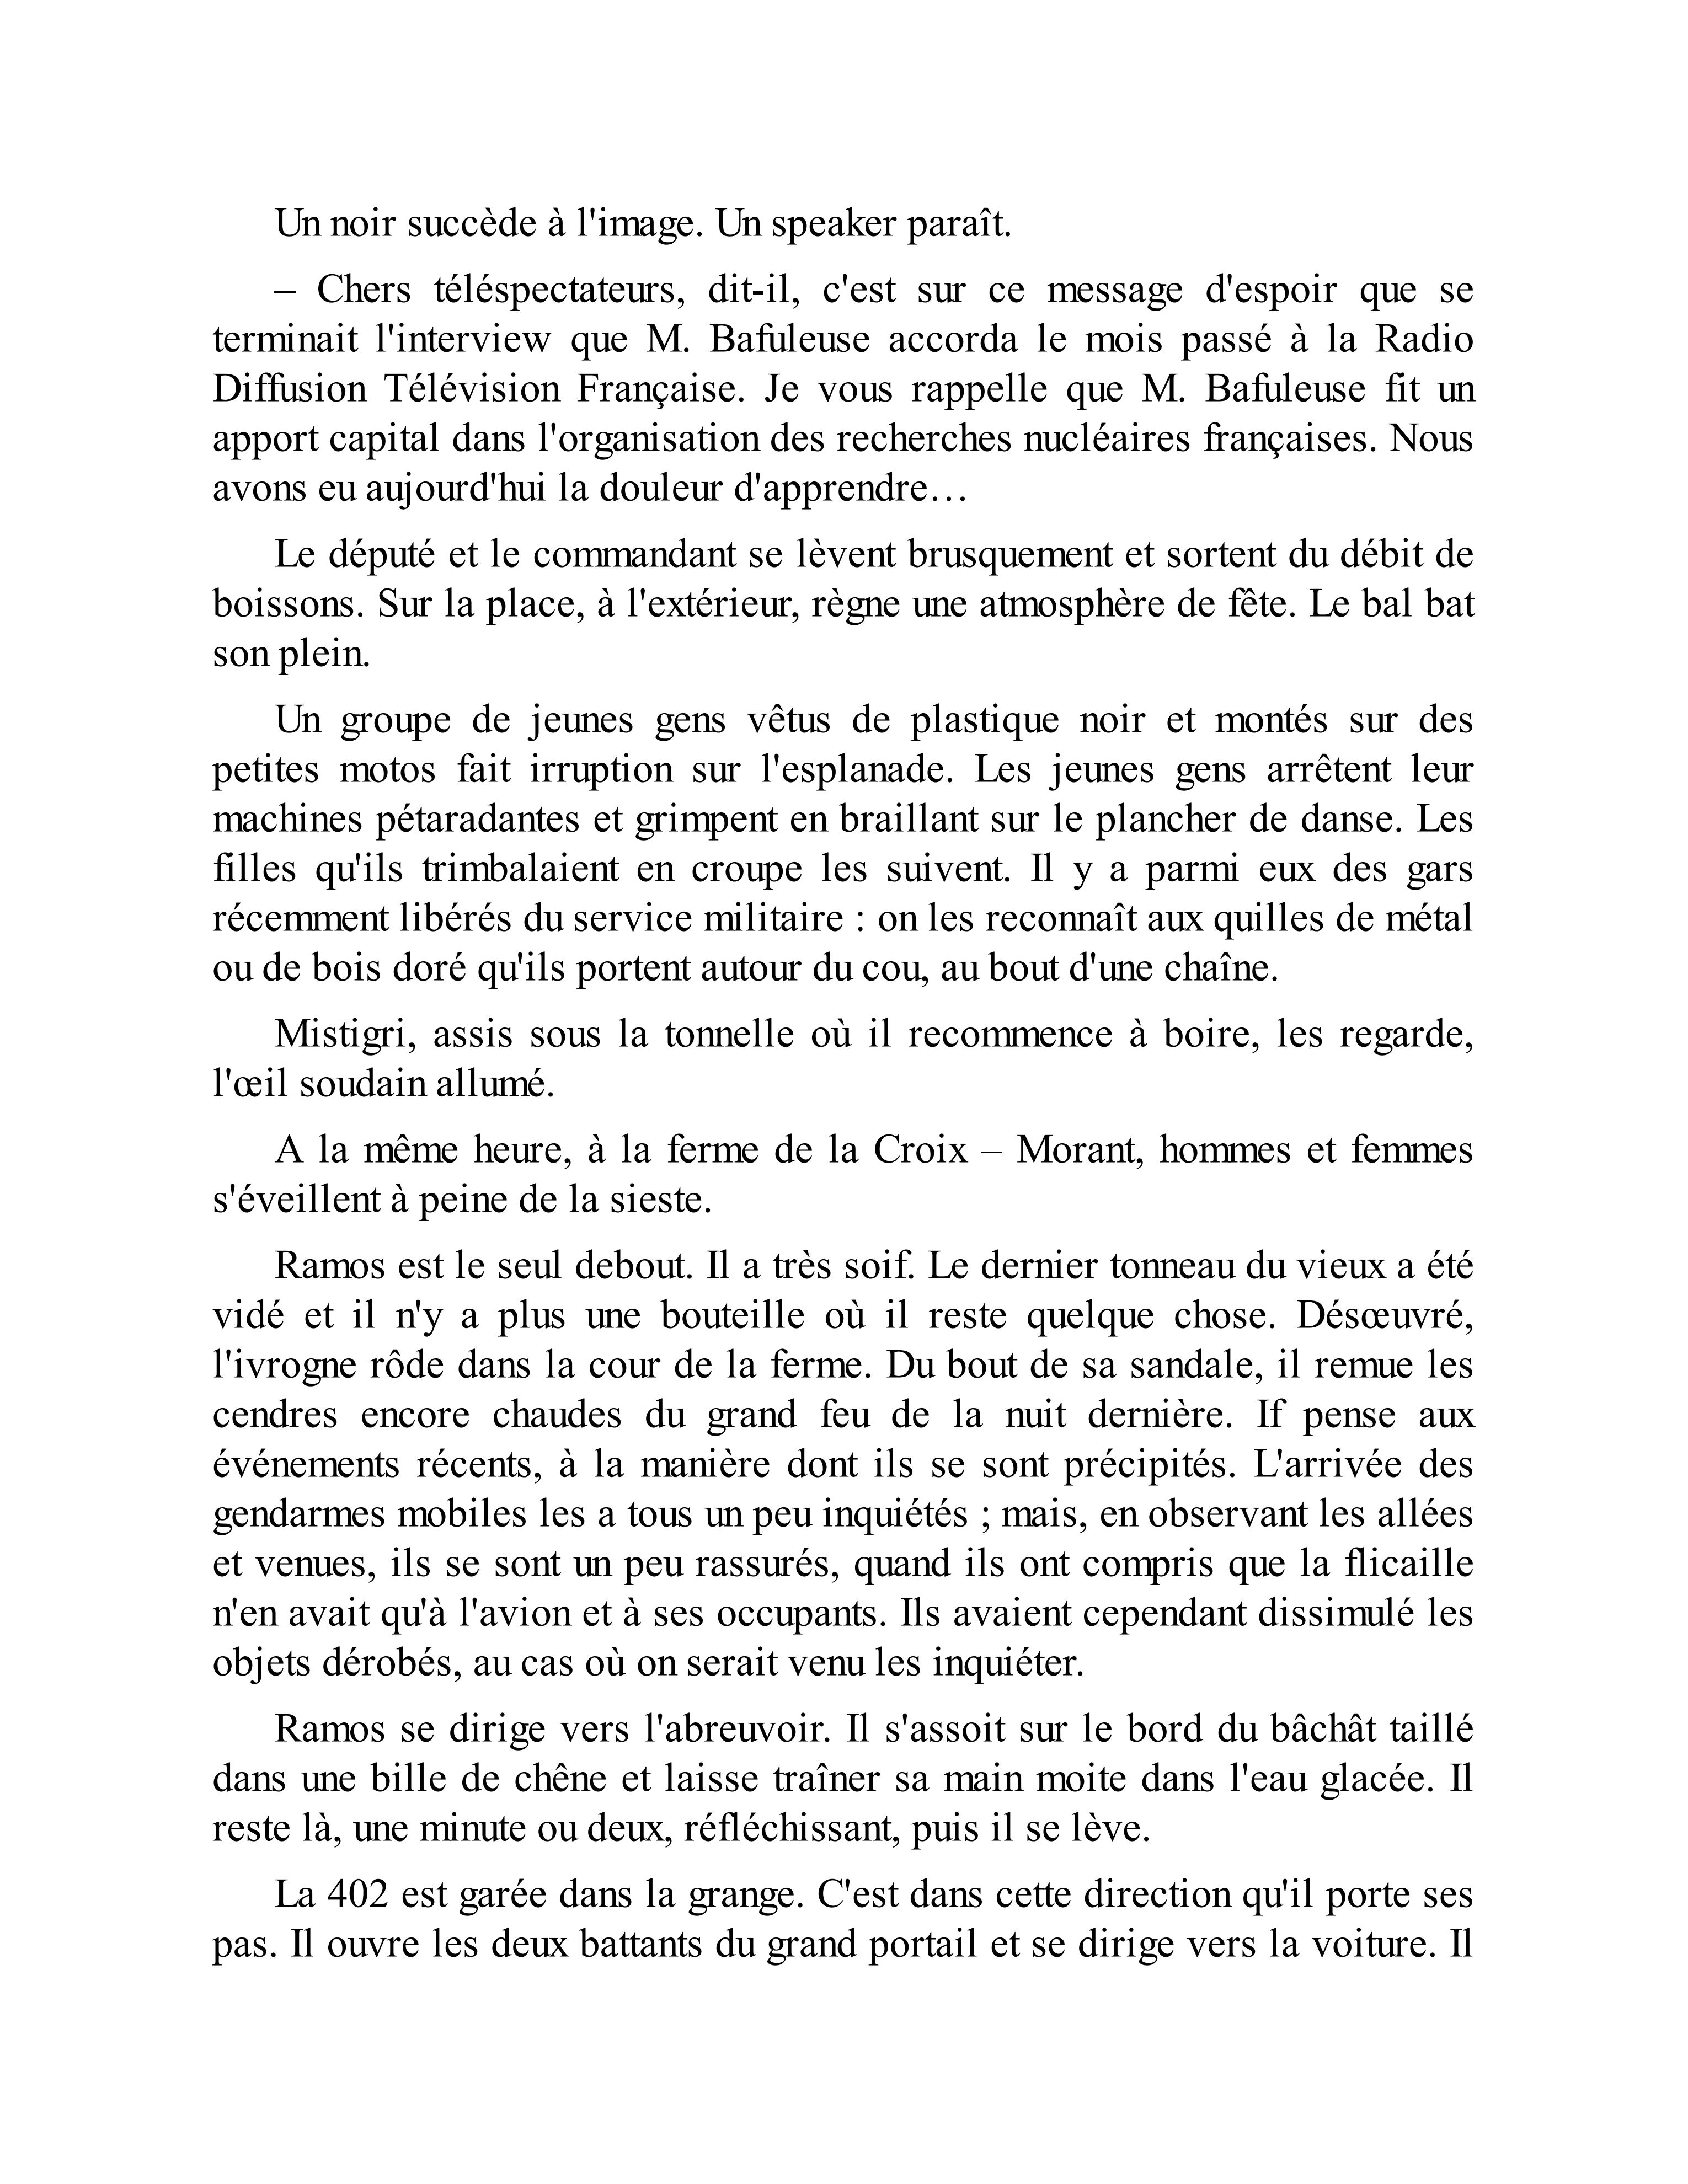 Un noir succède à l'image. Un speaker paraît.
– Chers téléspectateurs, dit-il, c'est sur ce message d'espoir que se
terminait l'interview que M. Bafuleuse accorda le mois passé à la Radio
Diffusion Télévision Française. Je vous rappelle que M. Bafuleuse fit un
apport capital dans l'organisation des recherches nucléaires françaises. Nous
avons eu aujourd'hui la douleur d'apprendre…
Le député et le commandant se lèvent brusquement et sortent du débit de
boissons. Sur la place, à l'extérieur, règne une atmosphère de fête. Le bal bat
son plein.
Un groupe de jeunes gens vêtus de plastique noir et montés sur des
petites motos fait irruption sur l'esplanade. Les jeunes gens arrêtent leur
machines pétaradantes et grimpent en braillant sur le plancher de danse. Les
filles qu'ils trimbalaient en croupe les suivent. Il y a parmi eux des gars
récemment libérés du service militaire : on les reconnaît aux quilles de métal
ou de bois doré qu'ils portent autour du cou, au bout d'une chaîne.
Mistigri, assis sous la tonnelle où il recommence à boire, les regarde,
l'œil soudain allumé.
A la même heure, à la ferme de la Croix – Morant, hommes et femmes
s'éveillent à peine de la sieste.
Ramos est le seul debout. Il a très soif. Le dernier tonneau du vieux a été
vidé et il n'y a plus une bouteille où il reste quelque chose. Désœuvré,
l'ivrogne rôde dans la cour de la ferme. Du bout de sa sandale, il remue les
cendres encore chaudes du grand feu de la nuit dernière. If pense aux
événements récents, à la manière dont ils se sont précipités. L'arrivée des
gendarmes mobiles les a tous un peu inquiétés ; mais, en observant les allées
et venues, ils se sont un peu rassurés, quand ils ont compris que la flicaille
n'en avait qu'à l'avion et à ses occupants. Ils avaient cependant dissimulé les
objets dérobés, au cas où on serait venu les inquiéter.
Ramos se dirige vers l'abreuvoir. Il s'assoit sur le bord du bâchât taillé
dans une bille de chêne et laisse traîner sa main moite dans l'eau glacée. Il
reste là, une minute ou deux, réfléchissant, puis il se lève.
La 402 est garée dans la grange. C'est dans cette direction qu'il porte ses
pas. Il ouvre les deux battants du grand portail et se dirige vers la voiture. Il